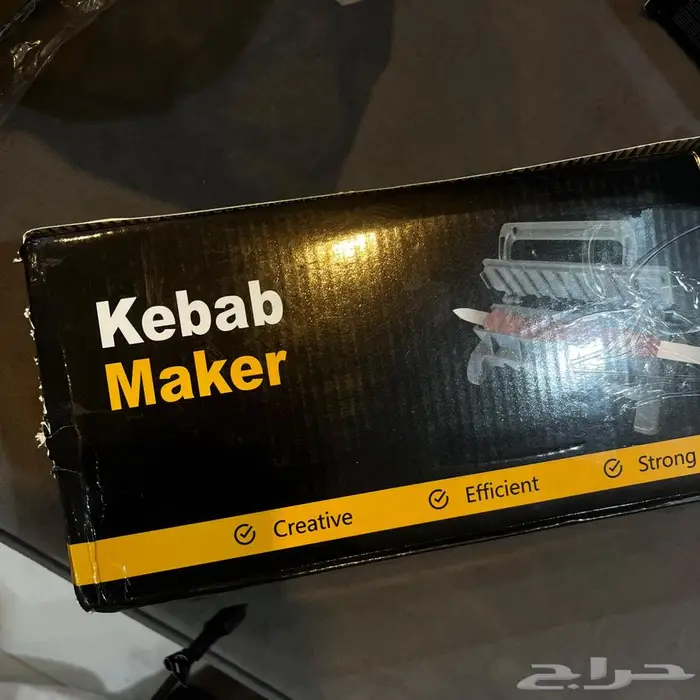 Kebab
Maker
Creative
Efficient
Strong
حراج